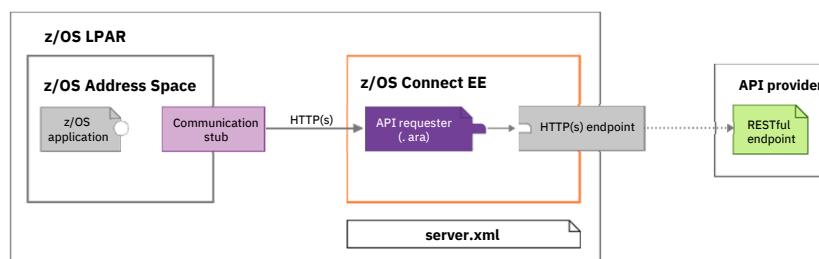 z/OS LPAR
z/OS Address Space
z/OS
application
Communication
stub
HTTP(s)
z/OS Connect EE
API requester
(. ara)
HTTP(s) endpoint
API provider
RESTful
endpoint
server.xml